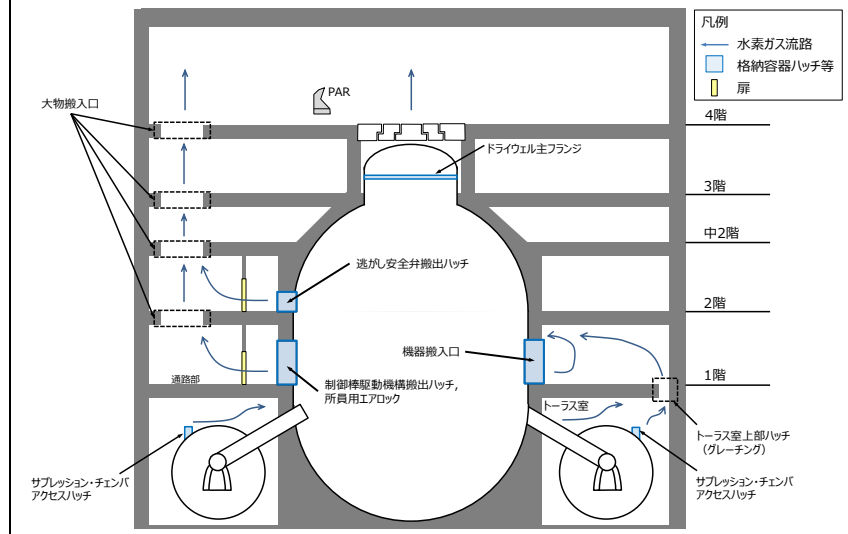 凡例
水素ガス流路
格納容器ハッチ等
扉
PAR
大物搬入口
4階
ドライウェル主フランジ
3階
中2階
逃がし安全弁搬出ハッチ
2階
機器搬入口
通路部
制御棒駆動機構搬出ハッチ,
所員用エアロック
1階
トーラス室
トーラス室上部ハッチ
(グレーチング)
サプレッション・チェンバ
アクセスハッチ
サプレッション・チェンバ
アクセスハッチ